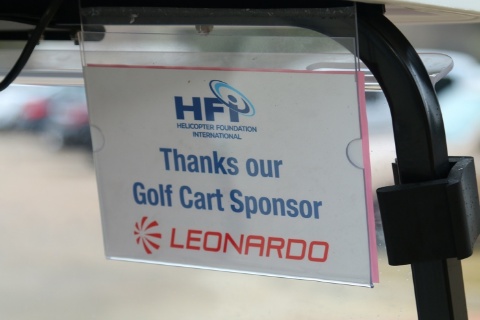 HFI
HELICOPTER FOUNDATION
INTERNATIONAL
Thanks our
Golf Cart Sponsor
LEONARDO